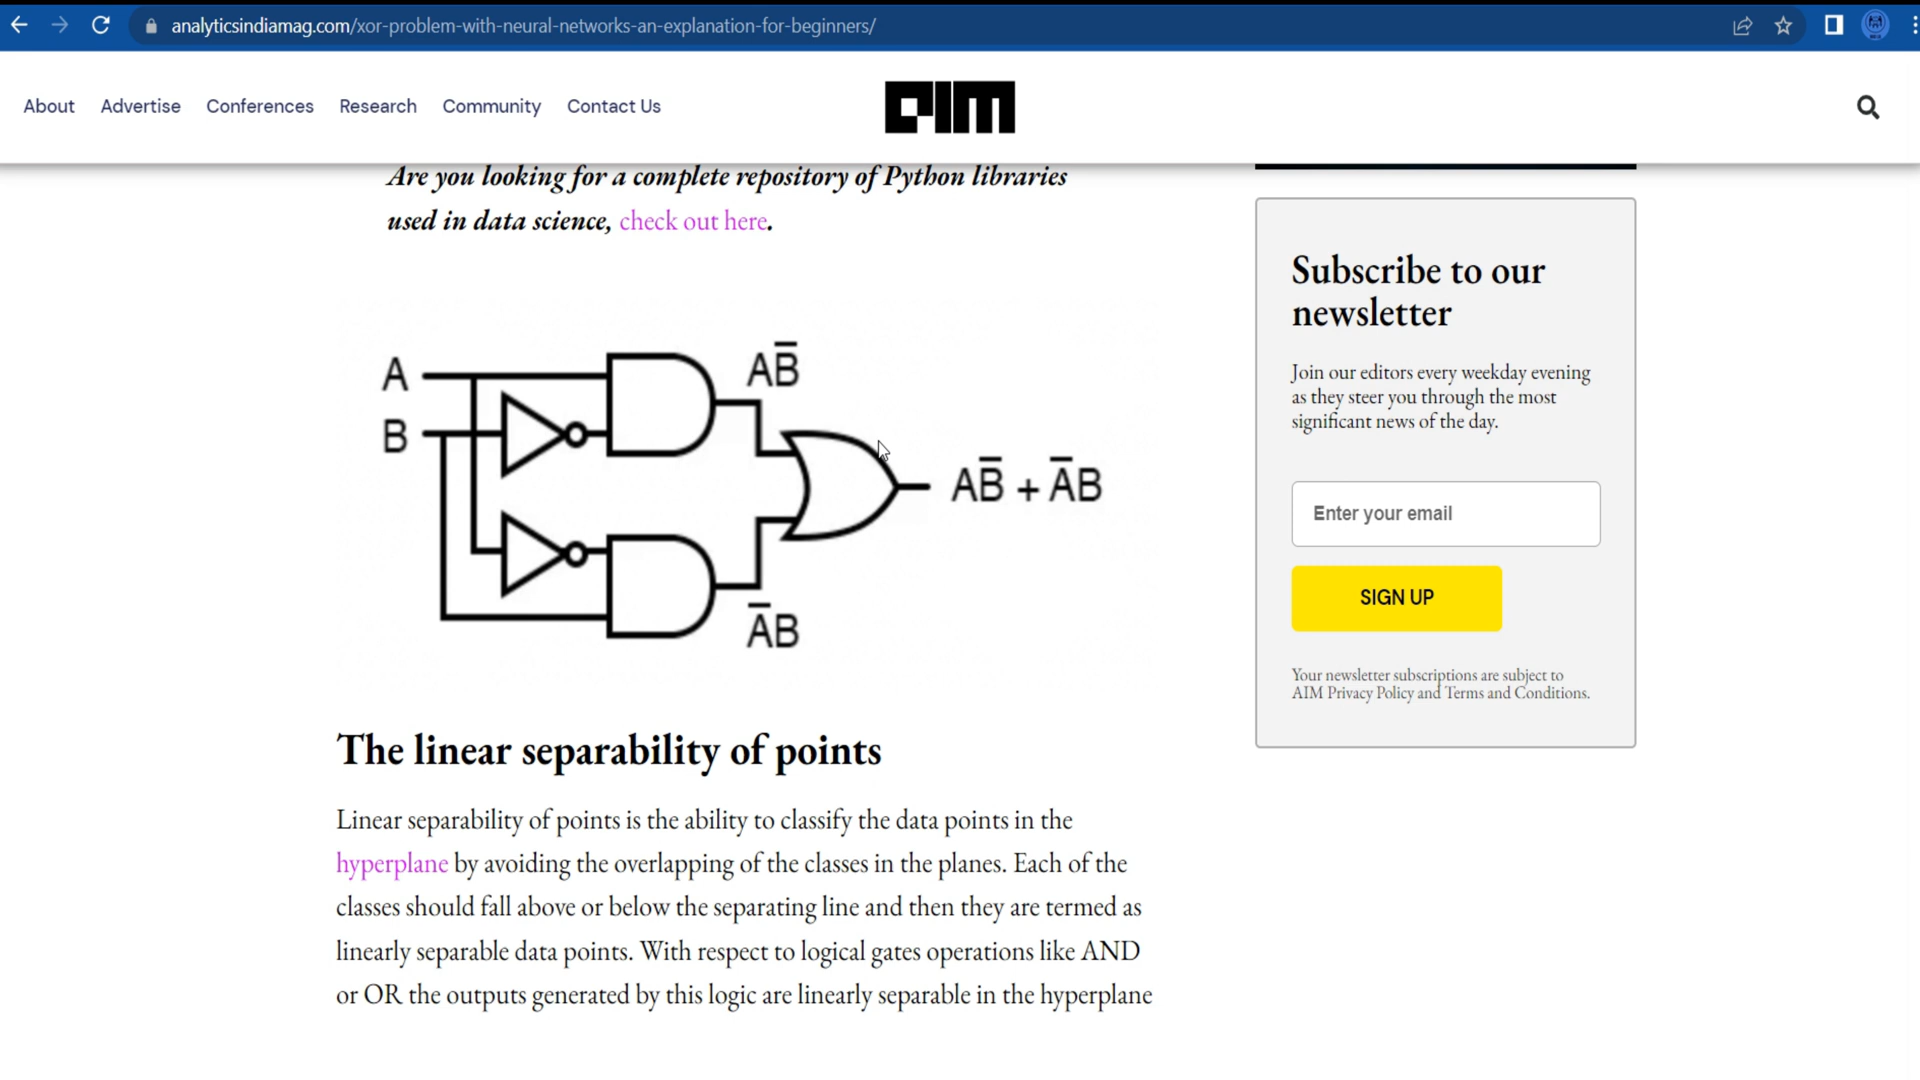 analyticsindiamag.com/xor-problem-with-neural-networks-an-explanation-for-beginners/
About Advertise Conferences Research Community Contact Us
AIM
Are you looking for a complete repository of Python libraries
used in data science, check out here.
A
B
AB̅
A̅B
AB̅ + A̅B
The linear separability of points
Linear separability of points is the ability to classify the data points in the
hyperplane by avoiding the overlapping of the classes in the planes. Each of the
classes should fall above or below the separating line and then they are termed as
linearly separable data points. With respect to logical gates operations like AND
or OR the outputs generated by this logic are linearly separable in the hyperplane
Subscribe to our
newsletter
Join our editors every weekday evening
as they steer you through the most
significant news of the day.
Enter your email
SIGN UP
Your newsletter subscriptions are subject to
AIM Privacy Policy and Terms and Conditions.